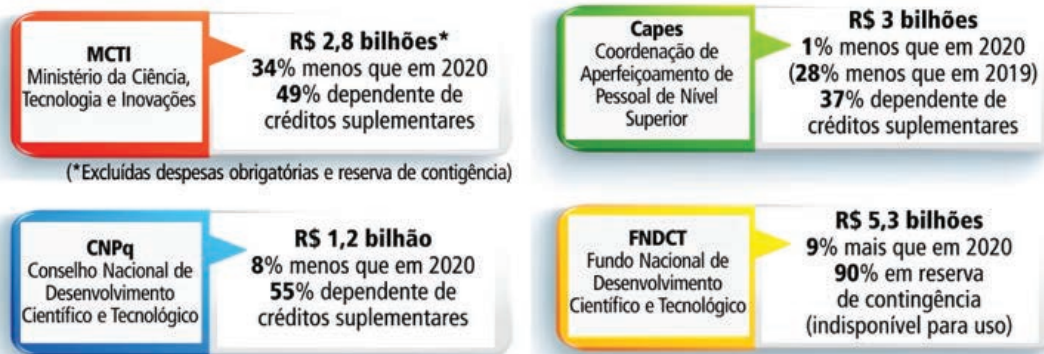 MCTI
Ministério da Ciência,
Tecnologia e Inovações
R$ 2,8 bilhões*
34% menos que em 2020
49% dependente de
créditos suplementares
(*Excluídas despesas obrigatórias e reserva de contigência)
Capes
Coordenação de
Aperfeiçoamento de
Pessoal de Nível
Superior
R$ 3 bilhões
1% menos que em 2020
(28% menos que em 2019)
37% dependente de
créditos suplementares
CNPq
Conselho Nacional de
Desenvolvimento
Científico e Tecnológico
R$ 1,2 bilhão
8% menos que em 2020
55% dependente de
créditos suplementares
FNDCT
Fundo Nacional de
Desenvolvimento
Científico e Tecnológico
R$ 5,3 bilhões
9% mais que em 2020
90% em reserva
de contingência
(indisponível para uso)